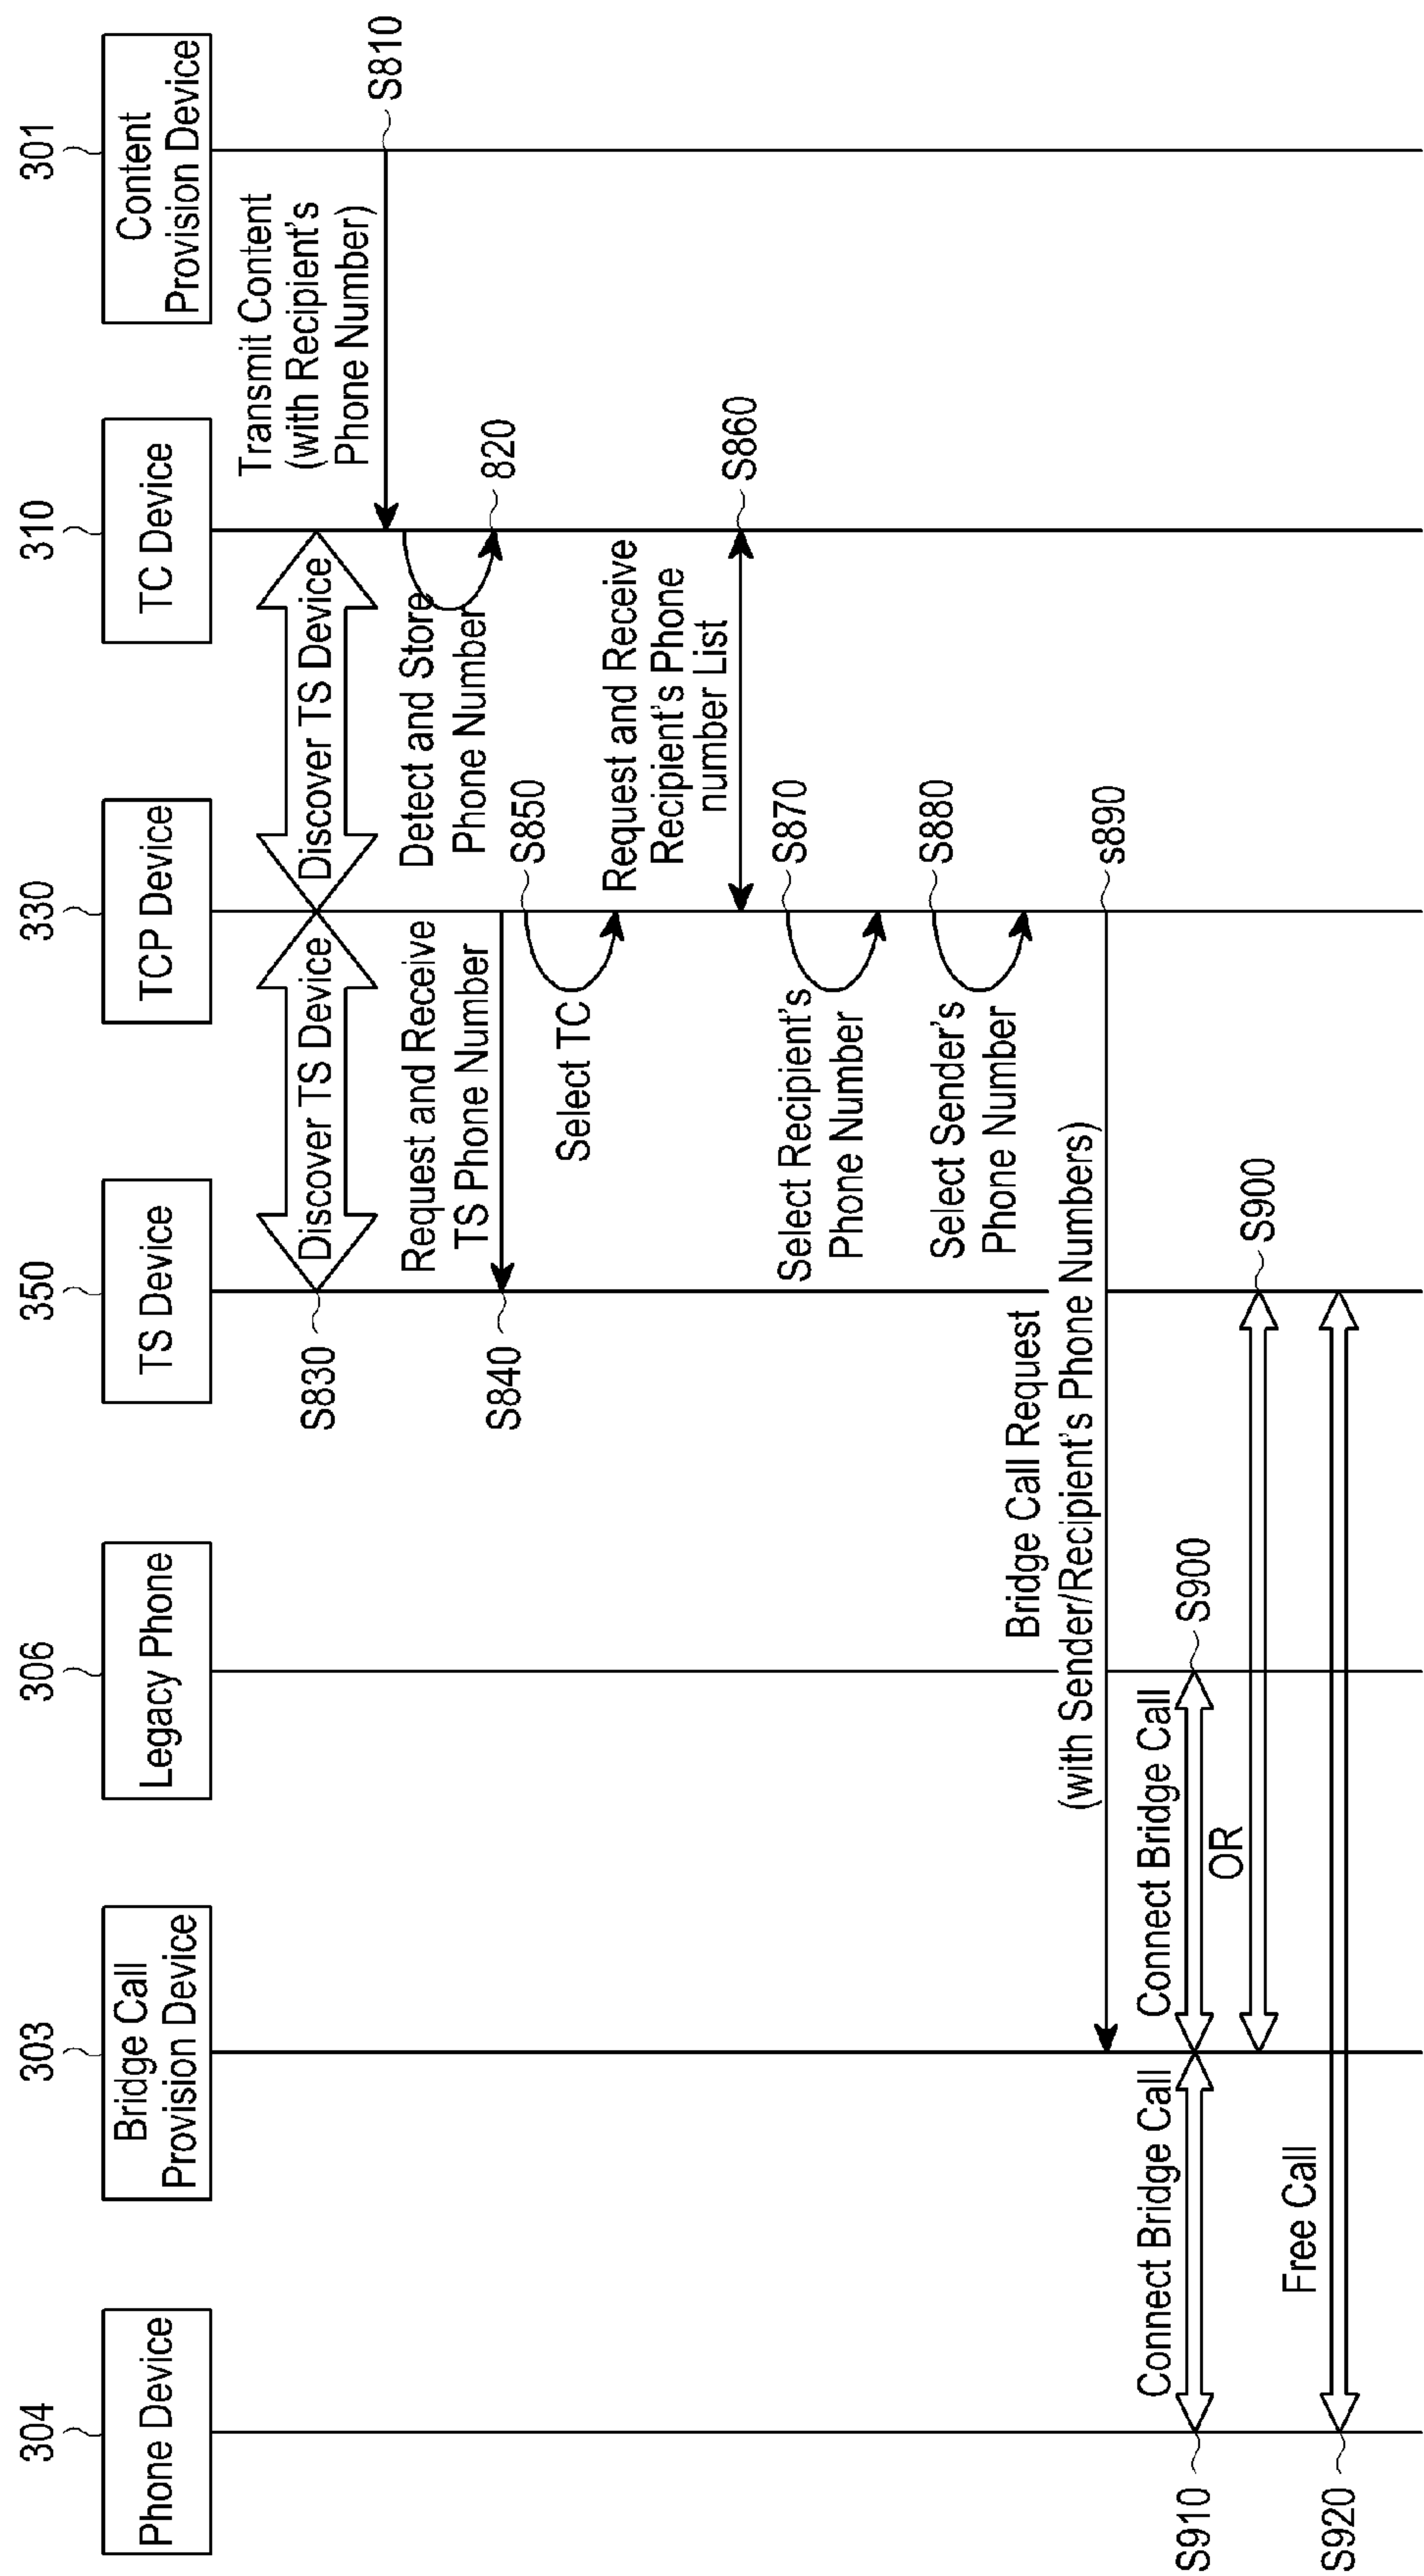 304
Phone Device
303
Bridge Call
Provision Device
306
Legacy Phone
350
TS Device
330
TCP Device
310
TC Device
301
Content
Provision Device
Transmit Content
(with Recipient's
Phone Number)
S810
Discover TS Device
Discover TS Device
S830
Detect and Store
Phone Number
820
Request and Receive
TS Phone Number
S840
S850
Select TC
Request and Receive
Recipient's Phone
number List
S860
S870
Select Recipient's
Phone Number
S880
Select Sender's
Phone Number
Bridge Call Request
(with Sender/Recipient's Phone Numbers)
s890
Connect Bridge Call
Connect Bridge Call
S910
S900
OR
S900
Free Call
S920